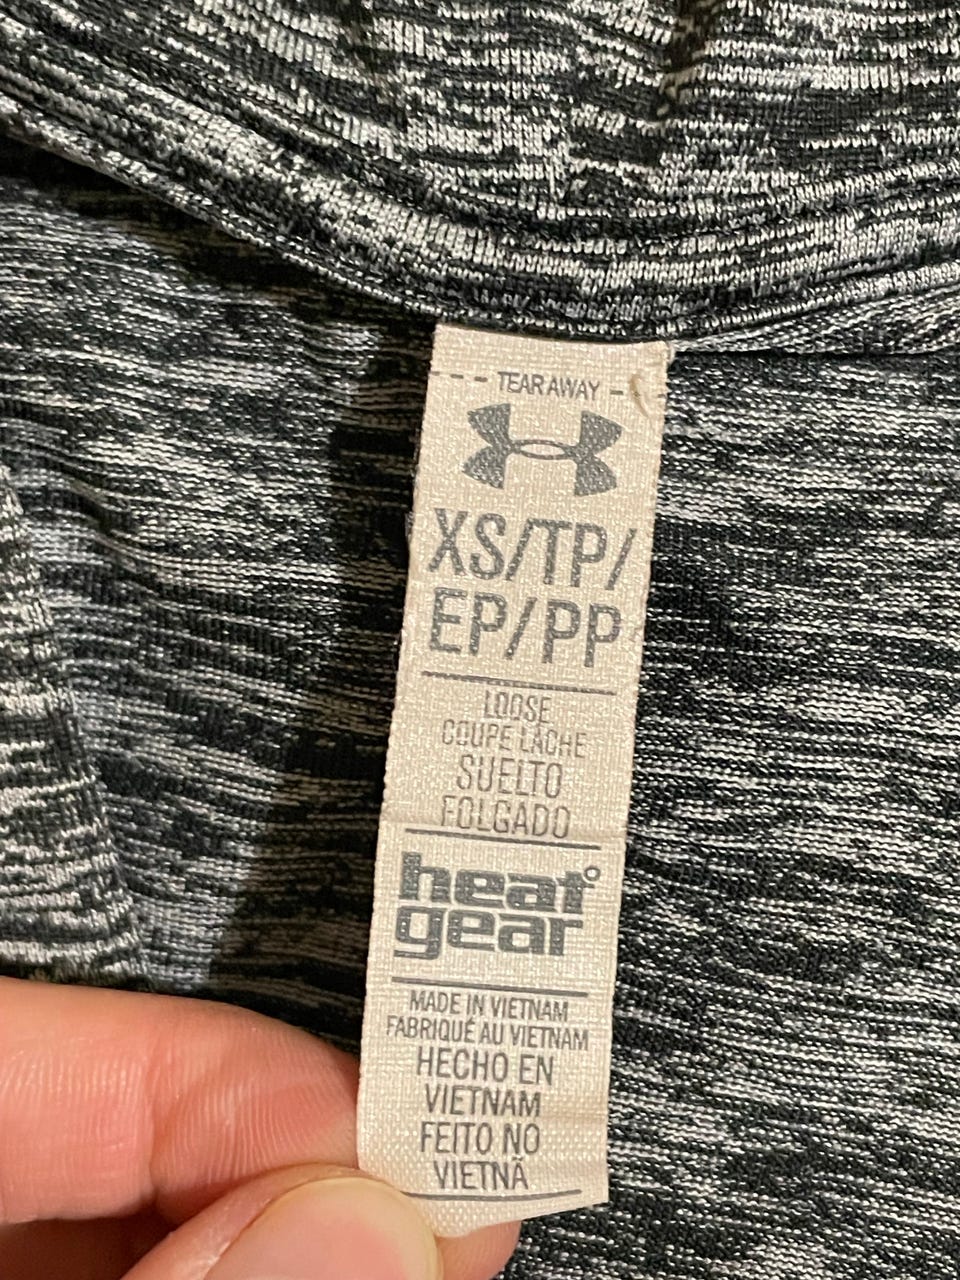 TEAR AWAY
XS/TP/
EP/PP
LOOSE
COUPE LÂCHE
SUELTO
FOLGADO
heat°
gear
MADE IN VIETNAM
FABRIQUÉ AU VIETNAM
HECHO EN
VIETNAM
FEITO NO
VIETNÃ